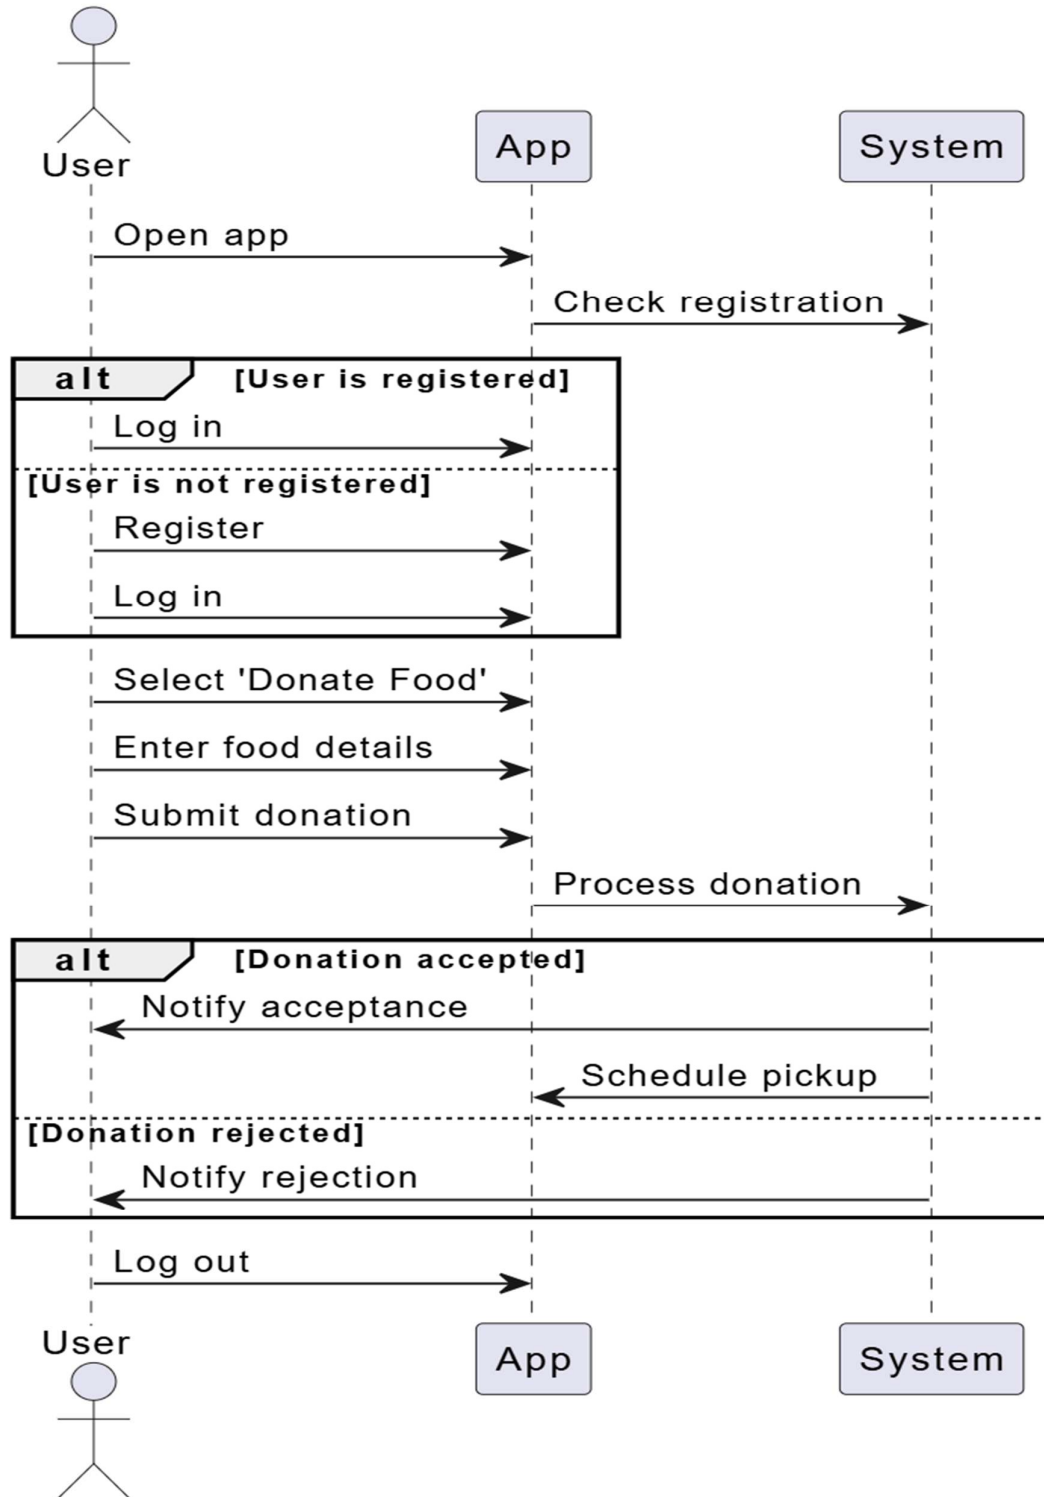 User
App
System
Open app
Check registration
alt
[User is registered]
Log in
[User is not registered]
Register
Log in
Select 'Donate Food'
Enter food details
Submit donation
Process donation
alt
[Donation accepted]
Notify acceptance
Schedule pickup
[Donation rejected]
Notify rejection
Log out
User
App
System